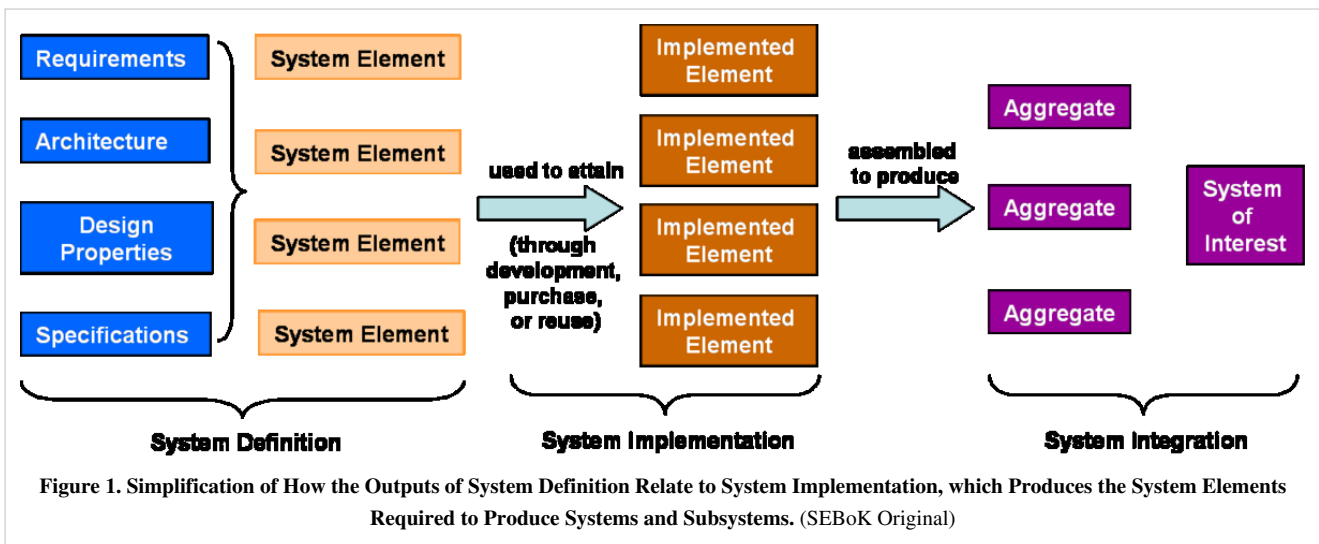 Requirements
Architecture
Design
Properties
Specifications
System Element
System Element
System Element
System Element
System Definition
used to attain
(through
development,
purchase,
or reuse)
Implemented
Element
Implemented
Element
Implemented
Element
Implemented
Element
System Implementation
assembled
to produce
Aggregate
Aggregate
Aggregate
System
of
Interest
System Integration
Figure 1. Simplification of How the Outputs of System Definition Relate to System Implementation, which Produces the System Elements
Required to Produce Systems and Subsystems. (SEBoK Original)